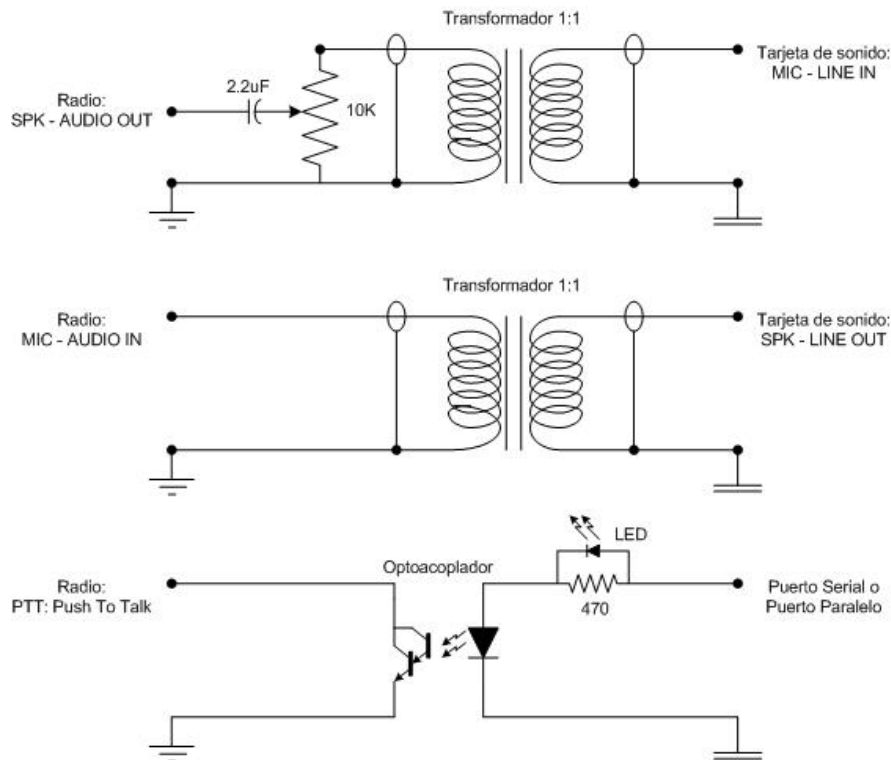 Transformador 1:1
Radio:
SPK - AUDIO OUT
2.2uF
10K
Tarjeta de sonido:
MIC - LINE IN
Transformador 1:1
Radio:
MIC - AUDIO IN
Tarjeta de sonido:
SPK - LINE OUT
LED
Optoacoplador
Radio:
PTT: Push To Talk
470
Puerto Serial o
Puerto Paralelo